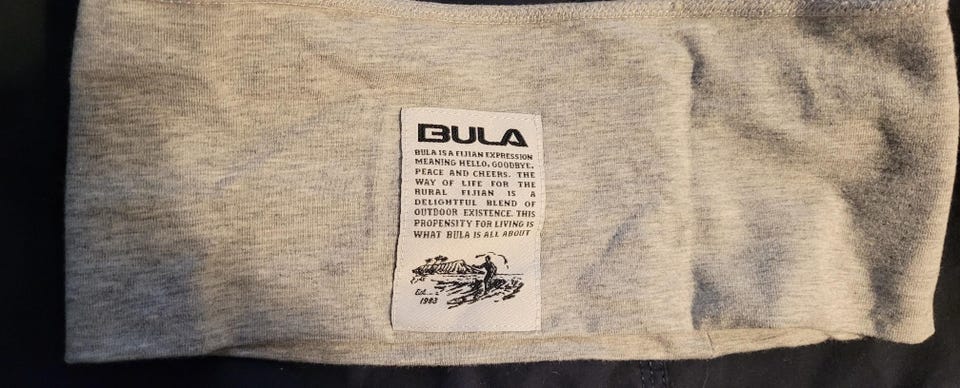 BULA
BULA IS A FIJIAN EXPRESSION
MEANING HELLO, GOODBYE,
PEACE AND CHEERS. THE
WAY OF LIFE FOR THE
RURAL FIJIAN IS A
DELIGHTFUL BLEND OF
OUTDOOR EXISTENCE. THIS
PROPENSITY FOR LIVING IS
WHAT BULA IS ALL ABOUT
Est.
1983